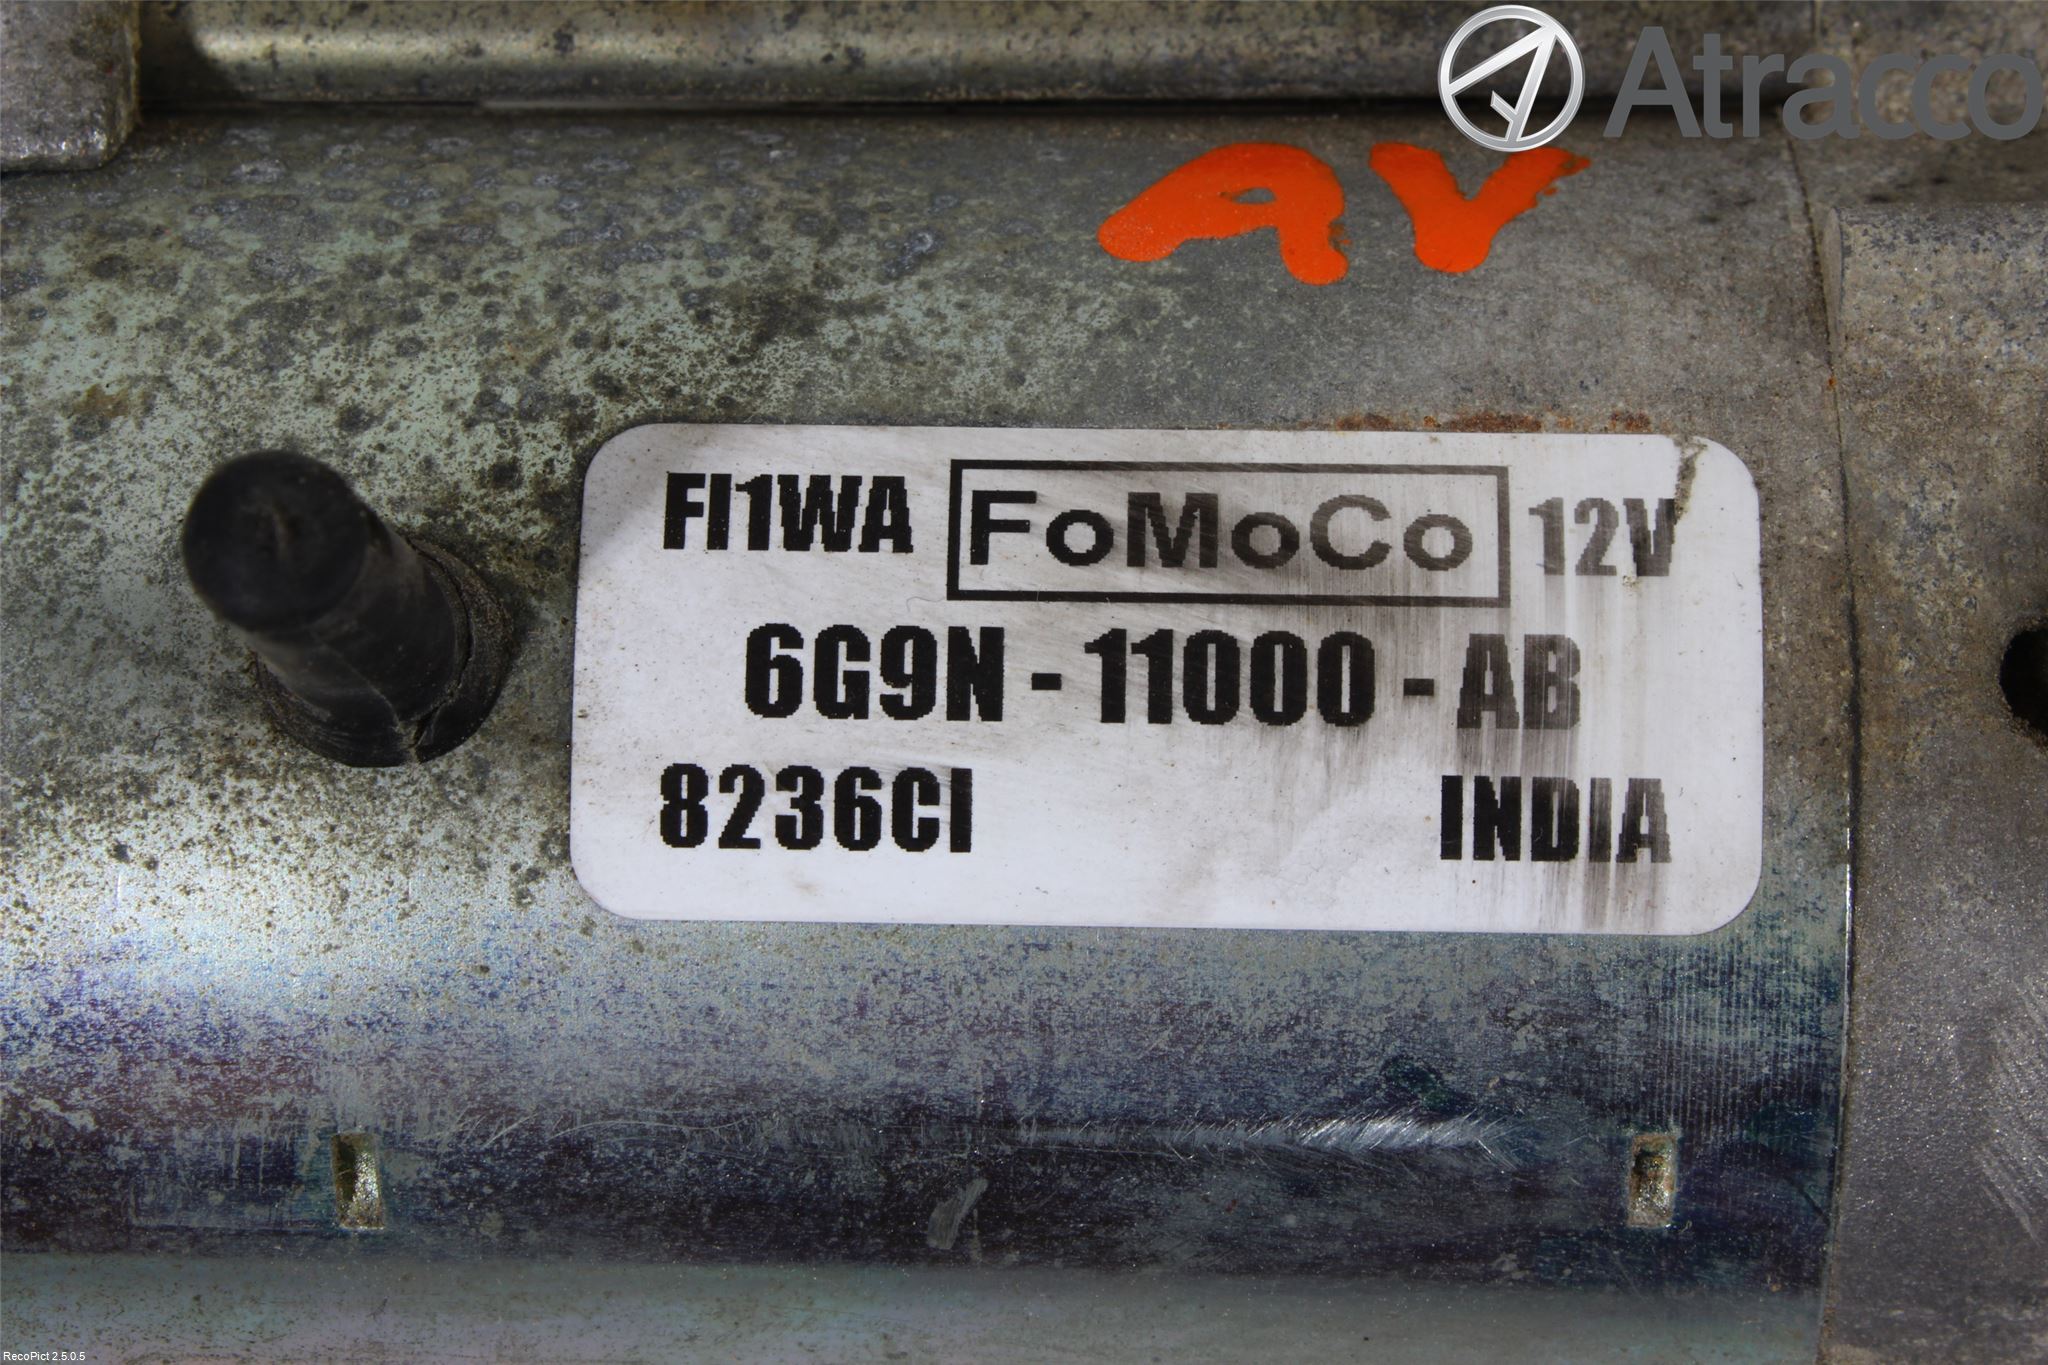 Atracco
AV
FI1WA FoMoCo 12V
6G9N - 11000 - AB
8236CI INDIA
RecoPict 2.5.0.5